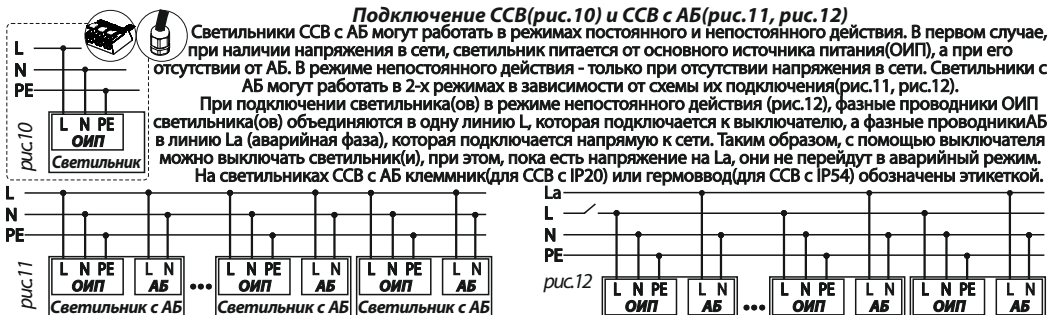 Подключение ССВ(рис.10) и ССВ с АБ(рис.11, рис.12)
Светильники ССВ с АБ могут работать в режимах постоянного и непостоянного действия. В первом случае,
при наличии напряжения в сети, светильник питается от основного источника питания(ОИП), а при его
отсутствии от АБ. В режиме непостоянного действия - только при отсутствии напряжения в сети. Светильники с
АБ могут работать в 2-х режимах в зависимости от схемы их подключения(рис.11, рис.12).
При подключении светильника(ов) в режиме непостоянного действия (рис.12), фазные проводники ОИП
светильника(ов) объединяются в одну линию L, которая подключается к выключателю, а фазные проводникиАБ
в линию La (аварийная фаза), которая подключается напрямую к сети. Таким образом, с помощью выключателя
можно выключать светильник(и), при этом, пока есть напряжение на La, они не перейдут в аварийный режим.
На светильниках ССВ с АБ клеммник(для ССВ с IP20) или гермоввод(для ССВ с IP54) обозначены этикеткой.
L
N
PE
L N PE
ОИП
Светильник
рис.10
L
N
PE
L N PE L N L N PE L N L N PE L N
ОИП АБ ... ОИП АБ ОИП АБ
Светильник с АБ Светильник с АБ Светильник с АБ
рис.11
La
L
N
PE
L N PE L N L N PE L N L N PE L N
ОИП АБ ... ОИП АБ ОИП АБ
рис.12